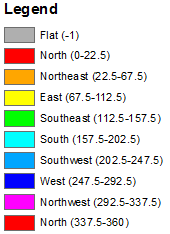 Legend
Flat (-1)
North (0-22.5)
Northeast (22.5-67.5)
East (67.5-112.5)
Southeast (112.5-157.5)
South (157.5-202.5)
Southwest (202.5-247.5)
West (247.5-292.5)
Northwest (292.5-337.5)
North (337.5-360)